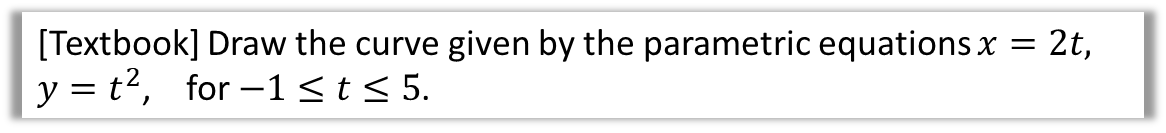 [Textbook] Draw the curve given by the parametric equations 𝑥 = 2𝑡,
𝑦 = 𝑡², for −1 ≤ 𝑡 ≤ 5.